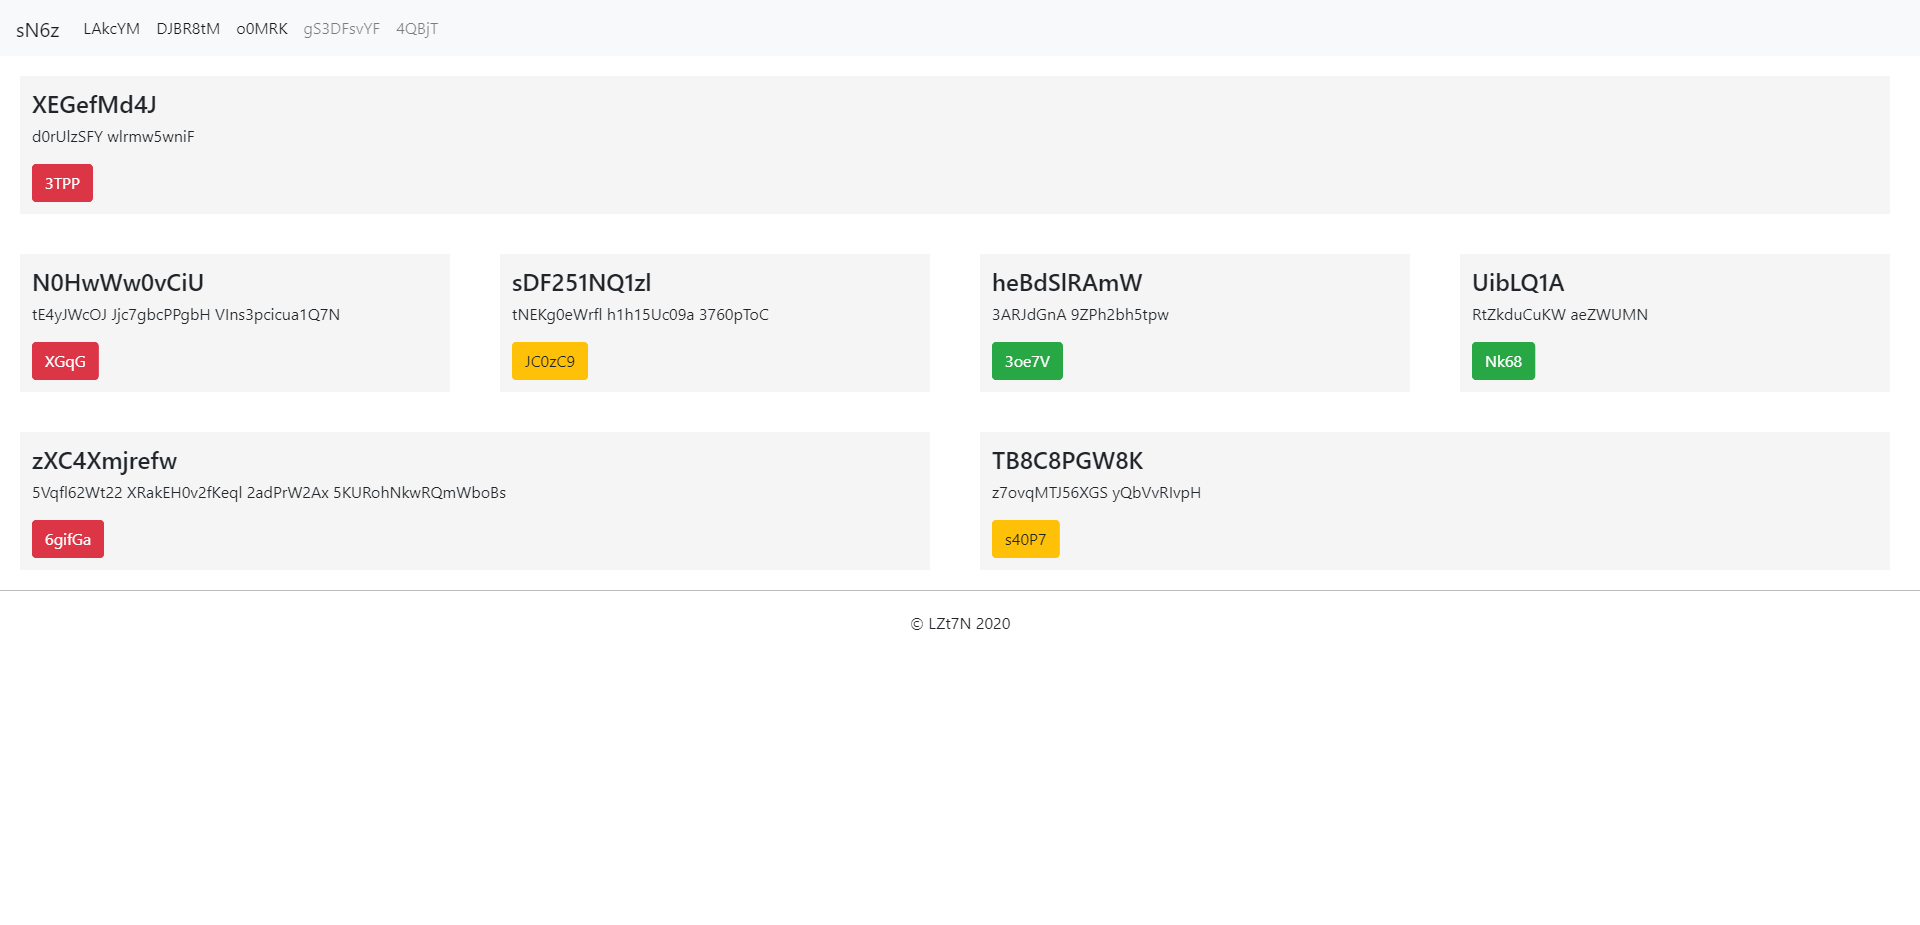 sN6z LAkcYM DJBR8tM o0MRK gS3DFsvYF 4QBjT
XEGefMd4J
d0rUlzSFY wlrmw5wniF
3TPP
N0HwWw0vCiU
tE4yJWcOJ Jjc7gbcPPgbH VIns3pcicua1Q7N
XGqG
sDF251NQ1zl
tNEKg0eWrfl h1h15Uc09a 3760pToC
JC0zC9
heBdSlRAmW
3ARJdGnA 9ZPh2bh5tpw
3oe7V
UibLQ1A
RtZkduCuKW aeZWUMN
Nk68
zXC4Xmjrefw
5Vqfl62Wt22 XRakEH0v2fKeql 2adPrW2Ax 5KURohNkwRQmWboBs
6gifGa
TB8C8PGW8K
z7ovqMTJ56XGS yQbVvRIvpH
s40P7
© LZt7N 2020